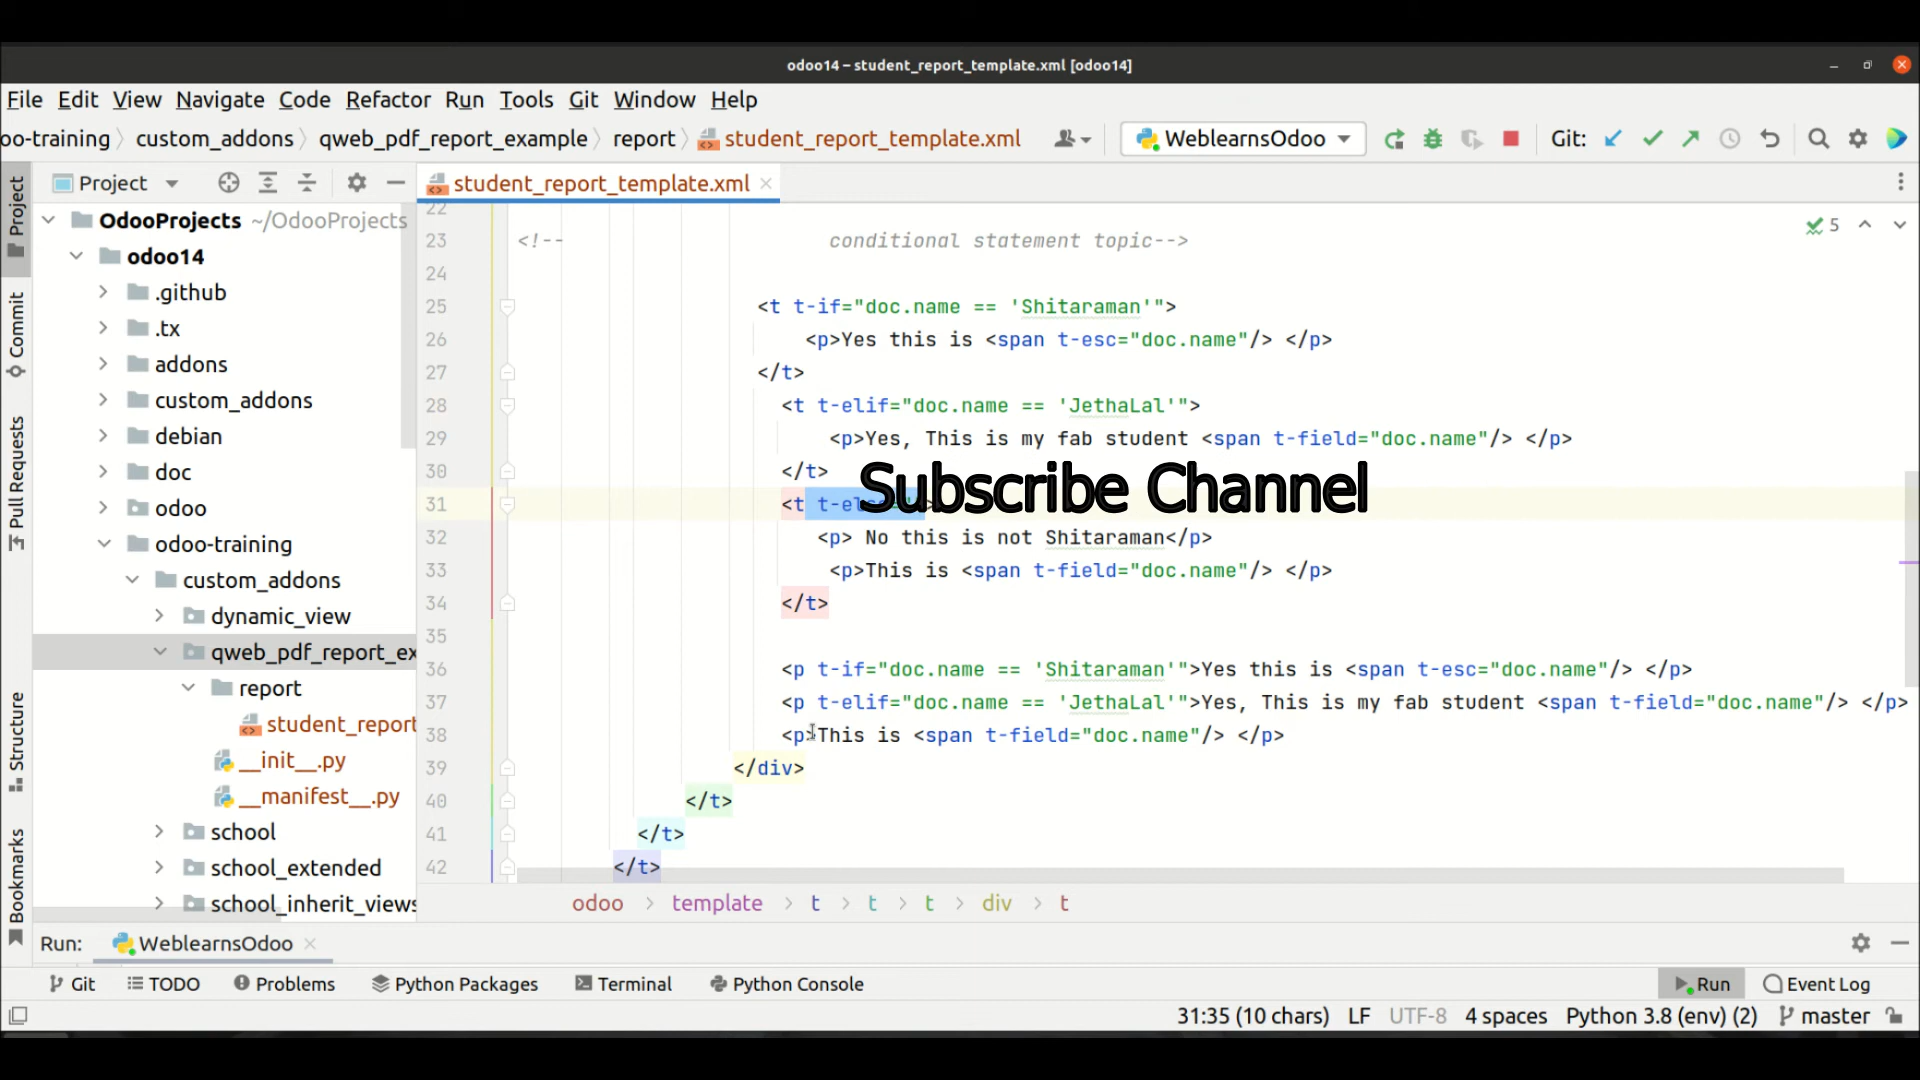 odoo14 – student_report_template.xml [odoo14]
File Edit View Navigate Code Refactor Run Tools Git Window Help
oo-training custom_addons qweb_pdf_report_example report student_report_template.xml WeblearnsOdoo Git:
Project student_report_template.xml
OdooProjects ~/OdooProjects
odoo14
.github
.tx
addons
custom_addons
debian
doc
odoo
odoo-training
custom_addons
dynamic_view
qweb_pdf_report_ex
report
student_report
__init__.py
__manifest__.py
school
school_extended
school_inherit_views
Project
Commit
Pull Requests
Structure
Bookmarks
5
22
23 <!-- conditional statement topic-->
24
25 <t t-if="doc.name == 'Shitaraman'">
26 <p>Yes this is <span t-esc="doc.name"/> </p>
27 </t>
28 <t t-elif="doc.name == 'JethaLal'">
29 <p>Yes, This is my fab student <span t-field="doc.name"/> </p>
30 </t>
31 <t
32 <p> No this is not Shitaraman</p>
33 <p>This is <span t-field="doc.name"/> </p>
34 </t>
35
36 <p t-if="doc.name == 'Shitaraman'">Yes this is <span t-esc="doc.name"/> </p>
37 <p t-elif="doc.name == 'JethaLal'">Yes, This is my fab student <span t-field="doc.name"/> </p>
38 <p>This is <span t-field="doc.name"/> </p>
39 </div>
40 </t>
41 </t>
42 </t>
Subscribe Channel
odoo template t t t div t
Run: WeblearnsOdoo
Git TODO Problems Python Packages Terminal Python Console Run Event Log
31:35 (10 chars) LF UTF-8 4 spaces Python 3.8 (env) (2) master